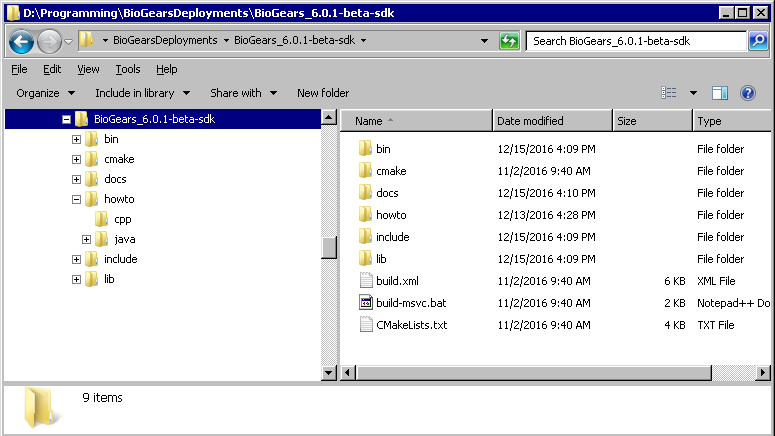 D:\Programming\BioGearsDeployments\BioGears_6.0.1-beta-sdk
BioGearsDeployments BioGears_6.0.1-beta-sdk Search BioGears_6.0.1-beta-sdk
File Edit View Tools Help
Organize Include in library Share with New folder
BioGears_6.0.1-beta-sdk
bin
cmake
docs
howto
cpp
java
include
lib
Name Date modified Size Type
bin 12/15/2016 4:09 PM File folder
cmake 11/2/2016 9:40 AM File folder
docs 12/15/2016 4:10 PM File folder
howto 12/13/2016 4:28 PM File folder
include 12/15/2016 4:09 PM File folder
lib 12/15/2016 4:09 PM File folder
build.xml 11/2/2016 9:40 AM 6 KB XML File
build-msvc.bat 11/2/2016 9:40 AM 2 KB Notepad++ Do
CMakeLists.txt 11/2/2016 9:40 AM 4 KB TXT File
9 items